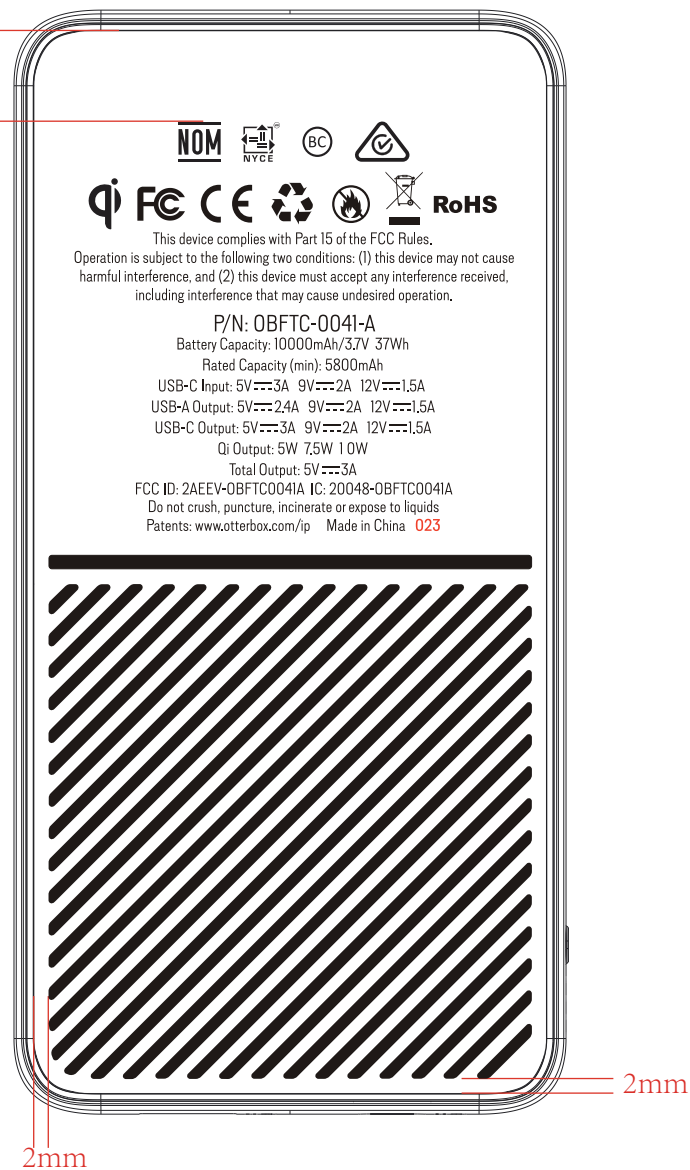 NOM NYCE BC
Qi FC CE RoHS
This device complies with Part 15 of the FCC Rules.
Operation is subject to the following two conditions: (1) this device may not cause
harmful interference, and (2) this device must accept any interference received,
including interference that may cause undesired operation.
P/N: OBFTC-0041-A
Battery Capacity: 10000mAh/3.7V 37Wh
Rated Capacity (min): 5800mAh
USB-C Input: 5V⎓3A 9V⎓2A 12V⎓1.5A
USB-A Output: 5V⎓2.4A 9V⎓2A 12V⎓1.5A
USB-C Output: 5V⎓3A 9V⎓2A 12V⎓1.5A
Qi Output: 5W 7.5W 1 0W
Total Output: 5V⎓3A
FCC ID: 2AEEV-OBFTC0041A IC: 20048-OBFTC0041A
Do not crush, puncture, incinerate or expose to liquids
Patents: www.otterbox.com/ip Made in China 023
2mm
2mm